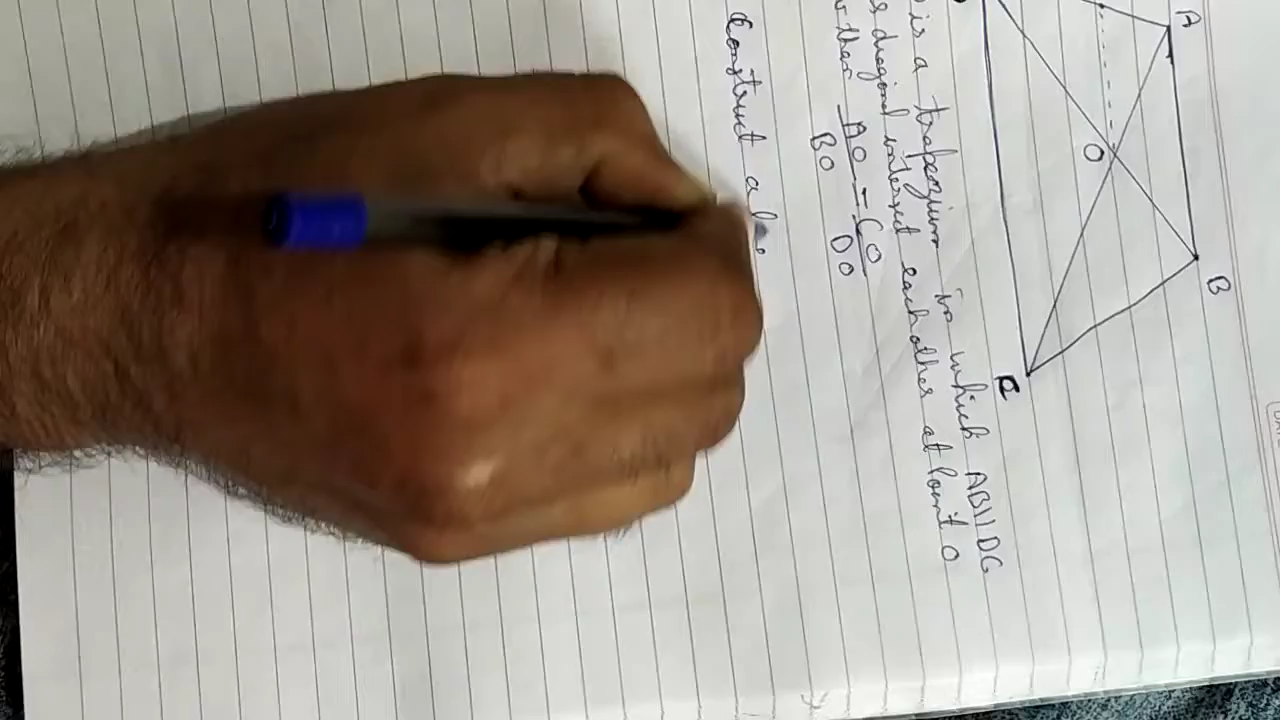 A
B
O
C
is a trapezium in which AB||DC
diagonal intersect each other at Point O
that AO = CO
BO DO
Construct a